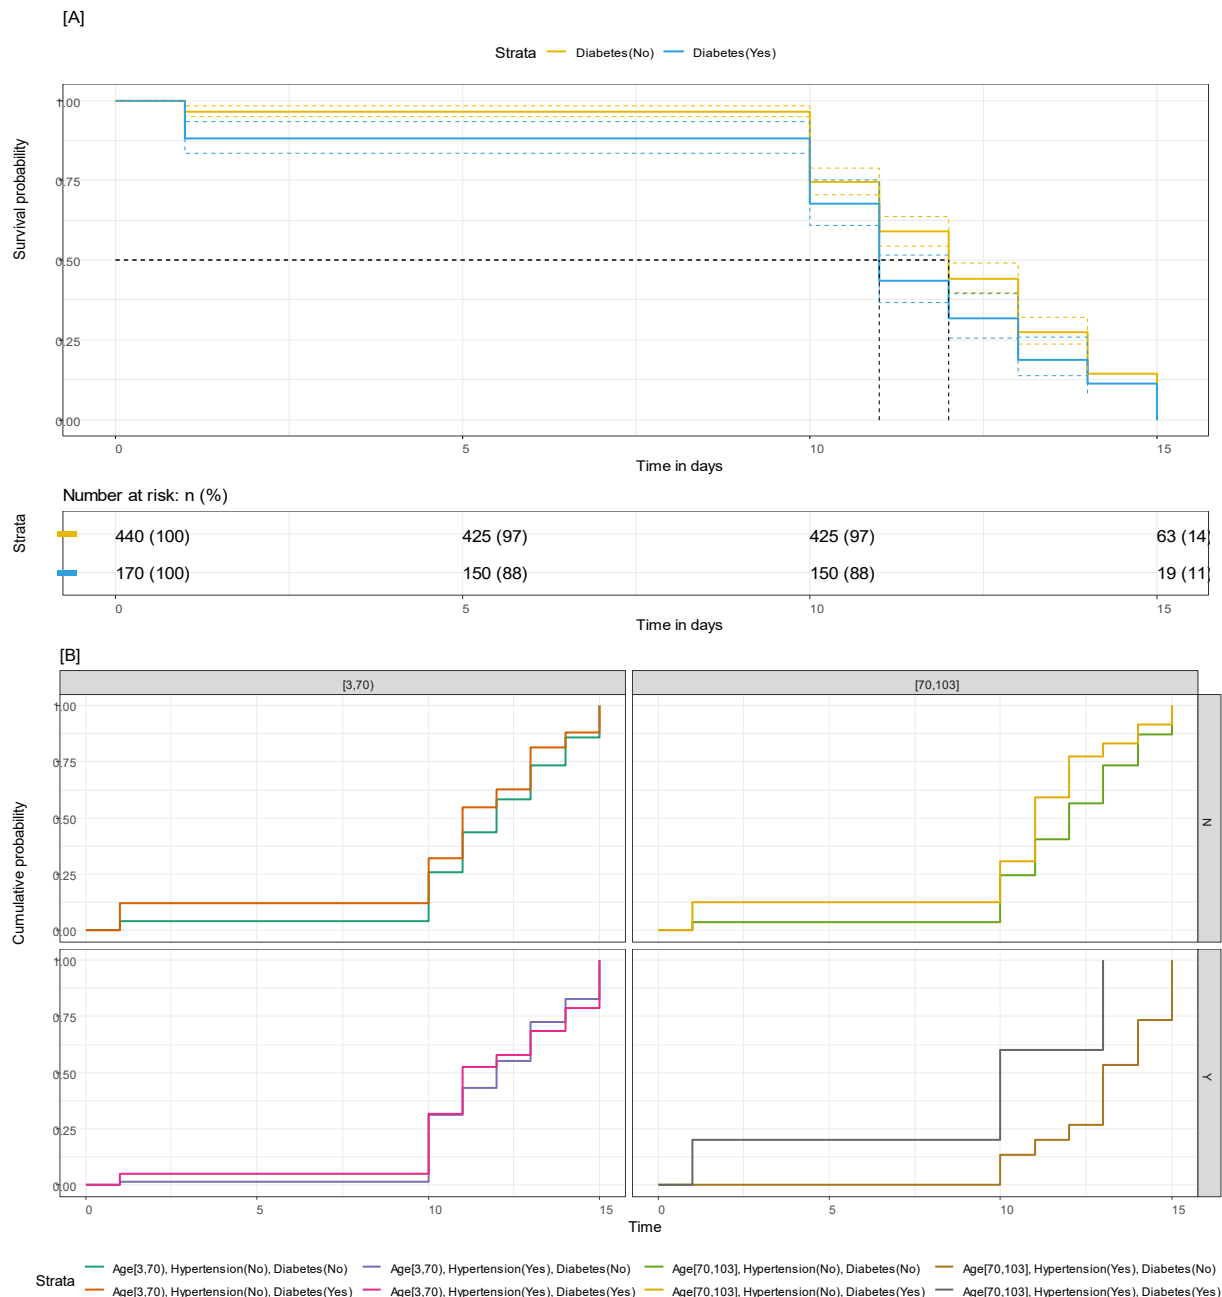 [A]
Strata Diabetes(No) Diabetes(Yes)
Survival probability
1.00
0.75
0.50
0.25
0.00
0 5 10 15
Time in days
Number at risk: n (%)
Strata
440 (100) 425 (97) 425 (97) 63 (14)
170 (100) 150 (88) 150 (88) 19 (11)
0 5 10 15
Time in days
[B]
[3,70) [70,103]
Cumulative probability
1.00
0.75
0.50
0.25
0.00
N
1.00
0.75
0.50
0.25
0.00
Y
0 5 10 15 0 5 10 15
Time
Strata
Age[3,70), Hypertension(No), Diabetes(No) Age[3,70), Hypertension(Yes), Diabetes(No) Age[70,103], Hypertension(No), Diabetes(No) Age[70,103], Hypertension(Yes), Diabetes(No)
Age[3,70), Hypertension(No), Diabetes(Yes) Age[3,70), Hypertension(Yes), Diabetes(Yes) Age[70,103], Hypertension(No), Diabetes(Yes) Age[70,103], Hypertension(Yes), Diabetes(Yes)